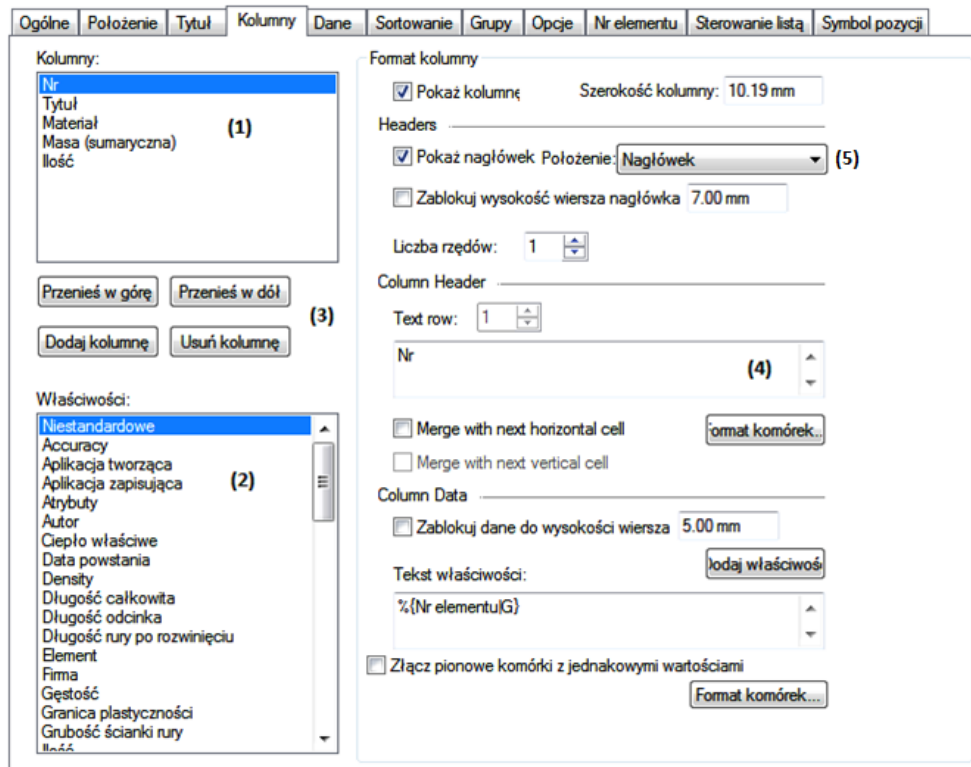 Ogólne Położenie Tytuł Kolumny Dane Sortowanie Grupy Opcje Nr elementu Sterowanie listą Symbol pozycji
Kolumny:
Nr
Tytuł
Materiał
Masa (sumaryczna)
Ilość
(1)
Przenieś w górę Przenieś w dół
(3)
Dodaj kolumnę Usuń kolumnę
Właściwości:
Niestandardowe
Accuracy
Aplikacja tworząca
Aplikacja zapisująca
(2)
Atrybuty
Autor
Ciepło właściwe
Data powstania
Density
Długość całkowita
Długość odcinka
Długość rury po rozwinięciu
Element
Firma
Gęstość
Granica plastyczności
Grubość ścianki rury
Ilość
Format kolumny
Pokaż kolumnę Szerokość kolumny: 10.19 mm
Headers
Pokaż nagłówek Położenie: Nagłówek (5)
Zablokuj wysokość wiersza nagłówka 7.00 mm
Liczba rzędów: 1
Column Header
Text row: 1
Nr
(4)
Merge with next horizontal cell ormat komórek...
Merge with next vertical cell
Column Data
Zablokuj dane do wysokości wiersza 5.00 mm
odaj właściwoś
Tekst właściwości:
%{Nr elementu|G}
Złącz pionowe komórki z jednakowymi wartościami
Format komórek...